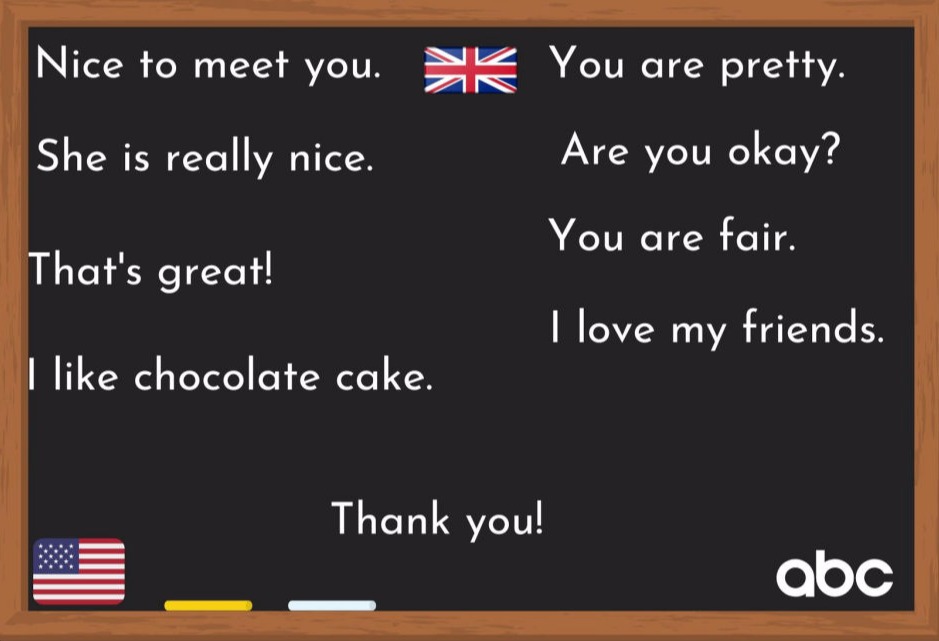 Nice to meet you.
She is really nice.
That's great!
I like chocolate cake.
You are pretty.
Are you okay?
You are fair.
I love my friends.
Thank you!
abc